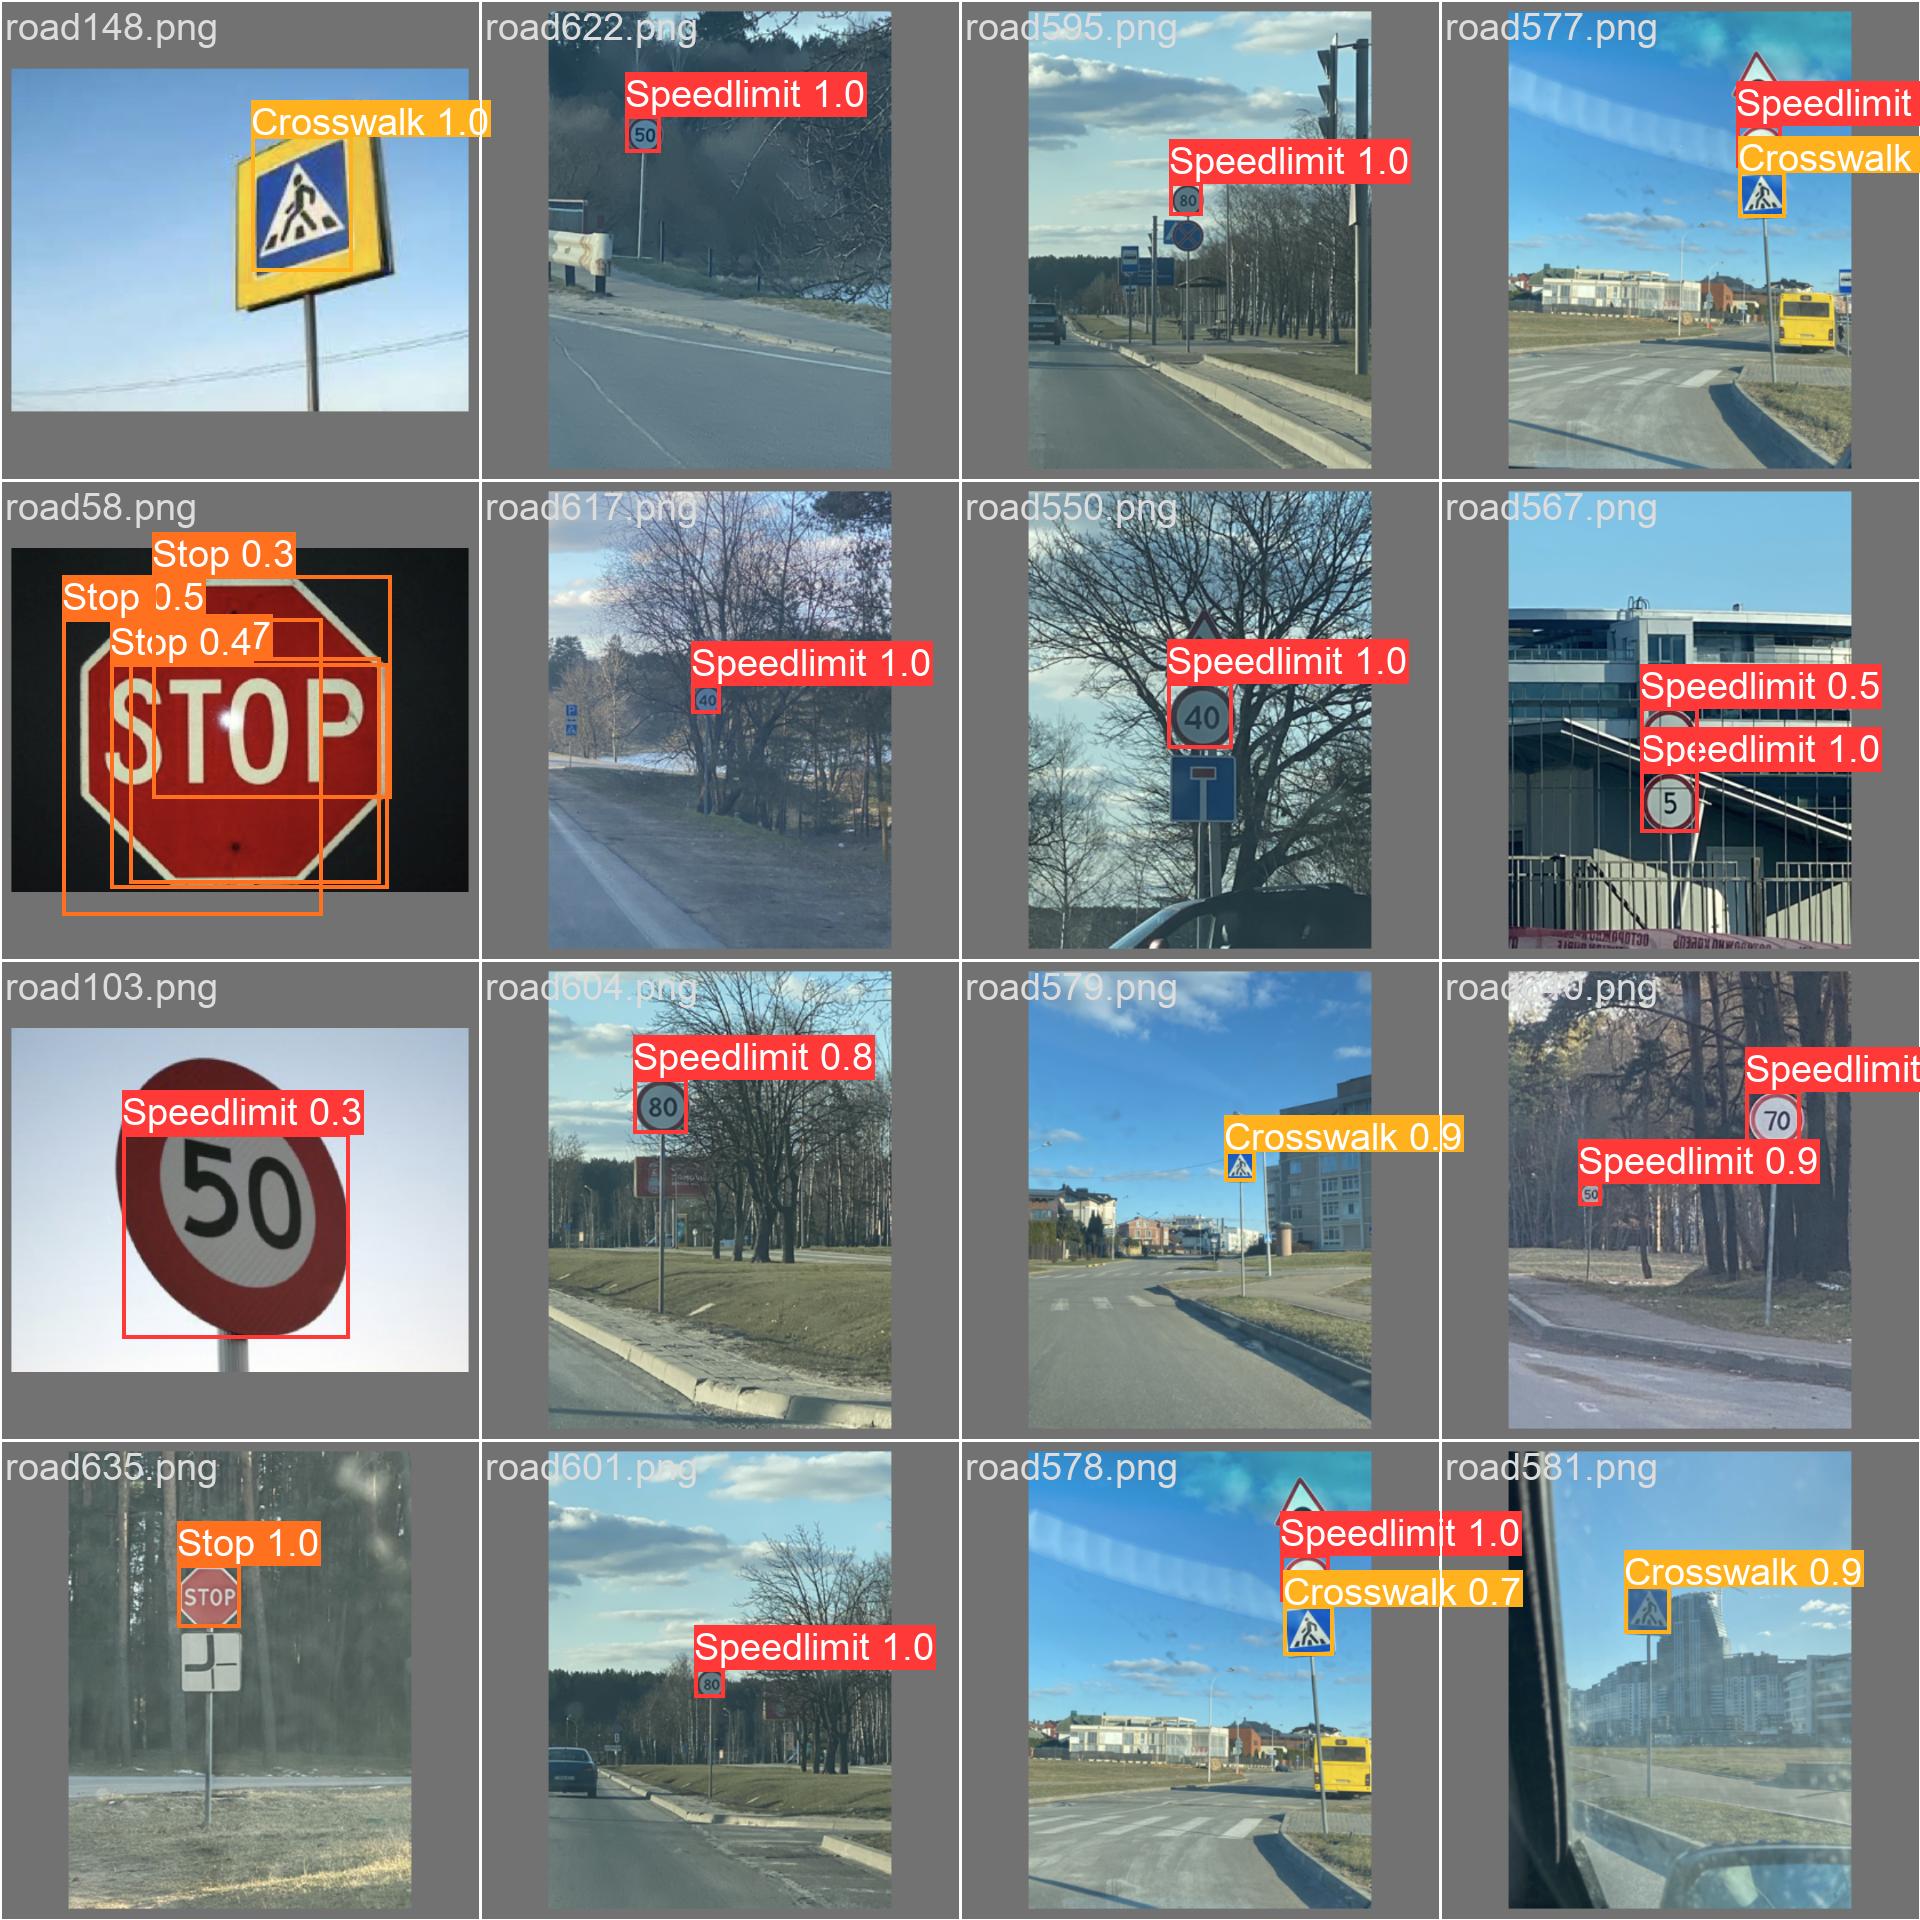 road148.png
Crosswalk 1.0
road622.png
Speedlimit 1.0
50
road595.png
Speedlimit 1.0
80
road577.png
Speedlimit
Crosswalk
road58.png
Stop 0.3
Stop 0.5
Stop 0.47
STOP
road617.png
Speedlimit 1.0
40
P
road550.png
Speedlimit 1.0
40
road567.png
Speedlimit 0.5
Speedlimit 1.0
5
road103.png
Speedlimit 0.3
50
road604.png
Speedlimit 0.8
80
road579.png
Crosswalk 0.9
Speedlimit
70
Speedlimit 0.9
50
road635.png
Stop 1.0
STOP
road601.png
Speedlimit 1.0
80
road578.png
Speedlimit 1.0
Crosswalk 0.7
road581.png
Crosswalk 0.9